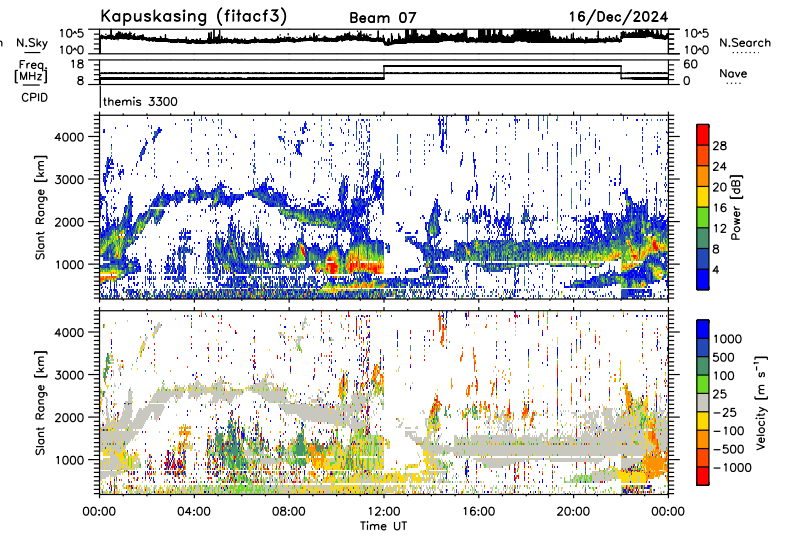 Kapuskasing (fitacf3) Beam 07 16/Dec/2024
n N.Sky 10^5 10^0 10^5 10^0 N.Search
Freq. [MHz] 18 8 60 0 Nave
CPID themis 3300
Slant Range [km] 4000 3000 2000 1000
Power [dB] 28 24 20 16 12 8 4
Slant Range [km] 4000 3000 2000 1000
Velocity [m s⁻¹] 1000 500 100 25 −25 −100 −500 −1000
00:00 04:00 08:00 12:00 16:00 20:00 00:00
Time UT